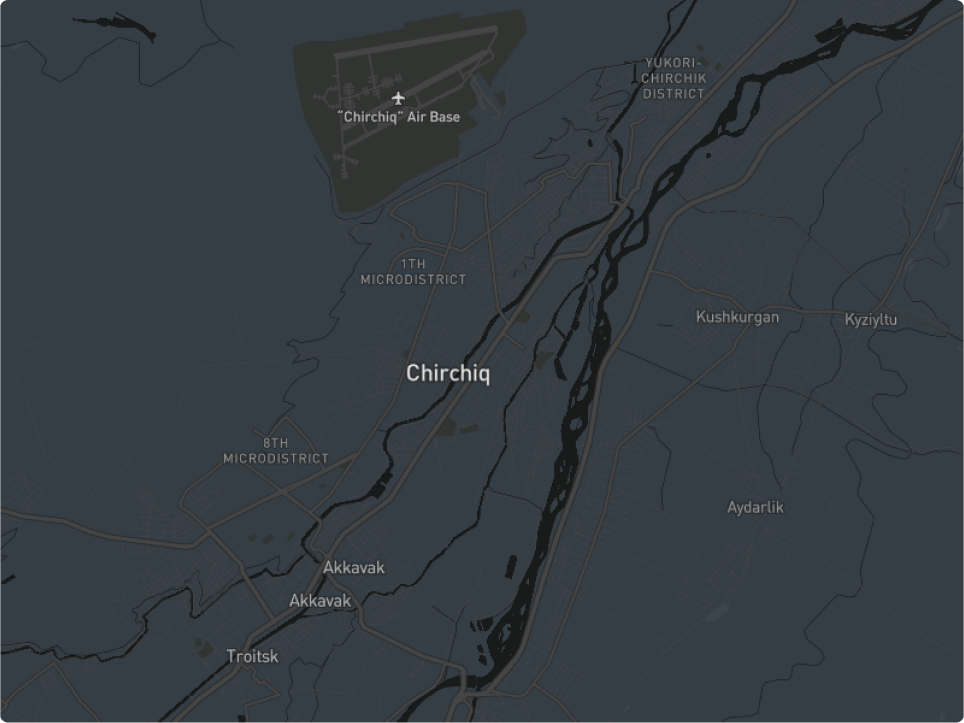 YUKORI-
CHIRCHIK
DISTRICT
"Chirchiq" Air Base
1TH
MICRODISTRICT
Kushkurgan
Kyziyltu
Chirchiq
8TH
MICRODISTRICT
Aydarlik
Akkavak
Akkavak
Troitsk